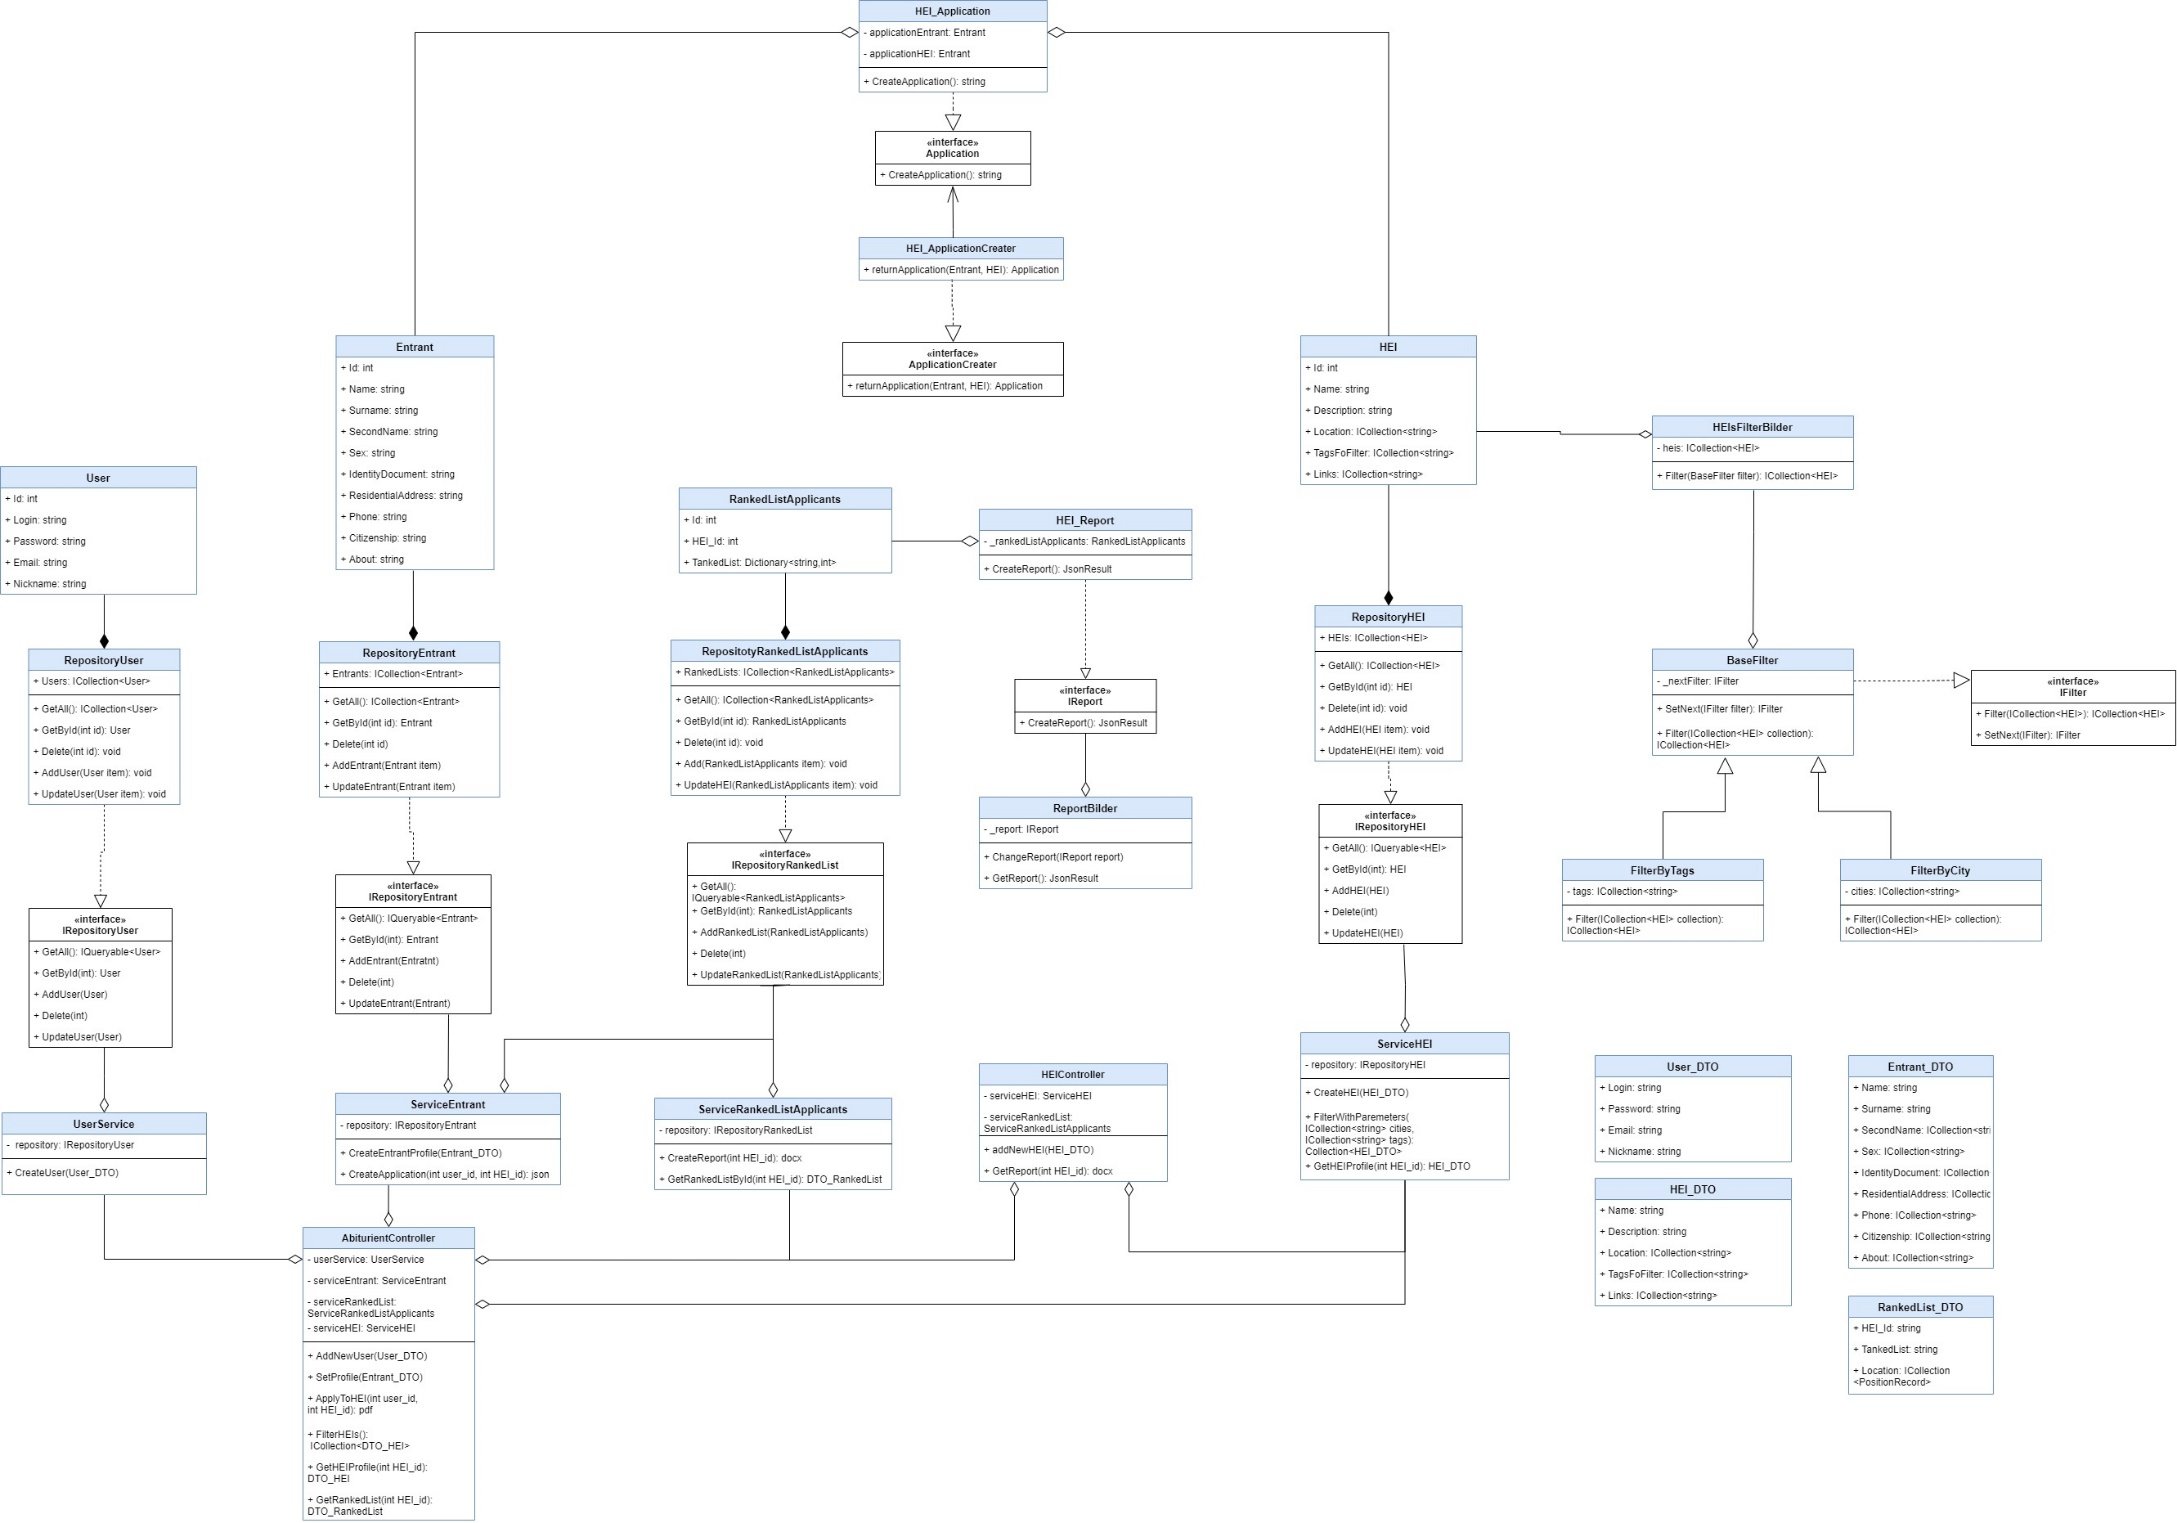 HEI_Application
- applicationEntrant: Entrant
- applicationHEI: Entrant
+ CreateApplication(): string
«interface»
Application
+ CreateApplication(): string
HEI_ApplicationCreater
+ returnApplication(Entrant, HEI): Application
«interface»
ApplicationCreater
+ returnApplication(Entrant, HEI): Application
Entrant
+ Id: int
+ Name: string
+ Surname: string
+ SecondName: string
+ Sex: string
+ IdentityDocument: string
+ ResidentialAddress: string
+ Phone: string
+ Citizenship: string
+ About: string
HEI
+ Id: int
+ Name: string
+ Description: string
+ Location: ICollection<string>
+ TagsFoFilter: ICollection<string>
+ Links: ICollection<string>
HEIsFilterBilder
- heis: ICollection<HEI>
+ Filter(BaseFilter filter): ICollection<HEI>
User
+ Id: int
+ Login: string
+ Password: string
+ Email: string
+ Nickname: string
RankedListApplicants
+ Id: int
+ HEI_Id: int
+ TankedList: Dictionary<string,int>
HEI_Report
- _rankedListApplicants: RankedListApplicants
+ CreateReport(): JsonResult
RepositoryUser
+ Users: ICollection<User>
+ GetAll(): ICollection<User>
+ GetById(int id): User
+ Delete(int id): void
+ AddUser(User item): void
+ UpdateUser(User item): void
RepositoryEntrant
+ Entrants: ICollection<Entrant>
+ GetAll(): ICollection<Entrant>
+ GetById(int id): Entrant
+ Delete(int id)
+ AddEntrant(Entrant item)
+ UpdateEntrant(Entrant item)
RepositotyRankedListApplicants
+ RankedLists: ICollection<RankedListApplicants>
+ GetAll(): ICollection<RankedListApplicants>
+ GetById(int id): RankedListApplicants
+ Delete(int id): void
+ Add(RankedListApplicants item): void
+ UpdateHEI(RankedListApplicants item): void
«interface»
IReport
+ CreateReport(): JsonResult
ReportBilder
- _report: IReport
+ ChangeReport(IReport report)
+ GetReport(): JsonResult
RepositoryHEI
+ HEIs: ICollection<HEI>
+ GetAll(): ICollection<HEI>
+ GetById(int id): HEI
+ Delete(int id): void
+ AddHEI(HEI item): void
+ UpdateHEI(HEI item): void
BaseFilter
- _nextFilter: IFilter
+ SetNext(IFilter filter): IFilter
+ Filter(ICollection<HEI> collection):
ICollection<HEI>
«interface»
IFilter
+ Filter(ICollection<HEI>): ICollection<HEI>
+ SetNext(IFilter): IFilter
FilterByTags
- tags: ICollection<string>
+ Filter(ICollection<HEI> collection):
ICollection<HEI>
FilterByCity
- cities: ICollection<string>
+ Filter(ICollection<HEI> collection):
ICollection<HEI>
«interface»
IRepositoryUser
+ GetAll(): IQueryable<User>
+ GetById(int): User
+ AddUser(User)
+ Delete(int)
+ UpdateUser(User)
«interface»
IRepositoryEntrant
+ GetAll(): IQueryable<Entrant>
+ GetById(int): Entrant
+ AddEntrant(Entratnt)
+ Delete(int)
+ UpdateEntrant(Entrant)
«interface»
IRepositoryRankedList
+ GetAll():
IQueryable<RankedListApplicants>
+ GetById(int): RankedListApplicants
+ AddRankedList(RankedListApplicants)
+ Delete(int)
+ UpdateRankedList(RankedListApplicants)
«interface»
IRepositoryHEI
+ GetAll(): IQueryable<HEI>
+ GetById(int): HEI
+ AddHEI(HEI)
+ Delete(int)
+ UpdateHEI(HEI)
UserService
- repository: IRepositoryUser
+ CreateUser(User_DTO)
ServiceEntrant
- repository: IRepositoryEntrant
+ CreateEntrantProfile(Entrant_DTO)
+ CreateApplication(int user_id, int HEI_id): json
ServiceRankedListApplicants
- repository: IRepositoryRankedList
+ CreateReport(int HEI_id): docx
+ GetRankedListById(int HEI_id): DTO_RankedList
HEIController
- serviceHEI: ServiceHEI
- serviceRankedList:
ServiceRankedListApplicants
+ addNewHEI(HEI_DTO)
+ GetReport(int HEI_id): docx
ServiceHEI
- repository: IRepositoryHEI
+ CreateHEI(HEI_DTO)
+ FilterWithParemeters(
ICollection<string> cities,
ICollection<string> tags):
Collection<HEI_DTO>
+ GetHEIProfile(int HEI_id): HEI_DTO
AbiturientController
- userService: UserService
- serviceEntrant: ServiceEntrant
- serviceRankedList:
ServiceRankedListApplicants
- serviceHEI: ServiceHEI
+ AddNewUser(User_DTO)
+ SetProfile(Entrant_DTO)
+ ApplyToHEI(int user_id,
int HEI_id): pdf
+ FilterHEIs():
ICollection<DTO_HEI>
+ GetHEIProfile(int HEI_id):
DTO_HEI
+ GetRankedList(int HEI_id):
DTO_RankedList
User_DTO
+ Login: string
+ Password: string
+ Email: string
+ Nickname: string
HEI_DTO
+ Name: string
+ Description: string
+ Location: ICollection<string>
+ TagsFoFilter: ICollection<string>
+ Links: ICollection<string>
Entrant_DTO
+ Name: string
+ Surname: string
+ SecondName: ICollection<stri
+ Sex: ICollection<string>
+ IdentityDocument: ICollection
+ ResidentialAddress: ICollectic
+ Phone: ICollection<string>
+ Citizenship: ICollection<string
+ About: ICollection<string>
RankedList_DTO
+ HEI_Id: string
+ TankedList: string
+ Location: ICollection
<PositionRecord>